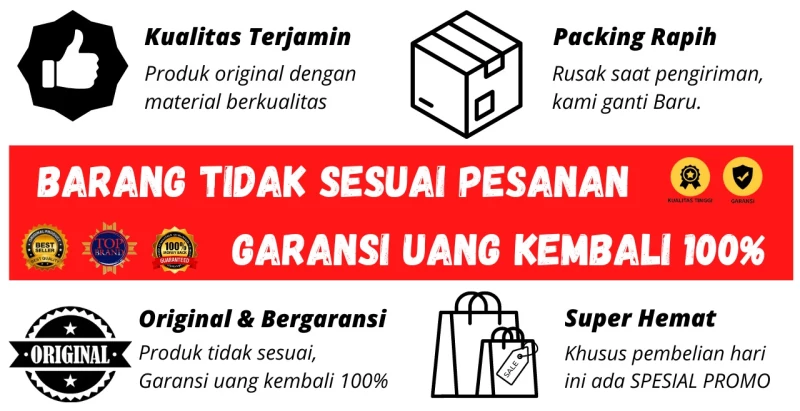 Kualitas Terjamin
Produk original dengan
material berkualitas
Packing Rapih
Rusak saat pengiriman,
kami ganti Baru.
BARANG TIDAK SESUAI PESANAN
KUALITAS TINGGI
GARANSI
BEST
SELLER
TOP
BRAND
100%
GUARANTEED
GARANSI UANG KEMBALI 100%
ORIGINAL
Original & Bergaransi
Produk tidak sesuai,
Garansi uang kembali 100%
SALE
Super Hemat
Khusus pembelian hari
ini ada SPESIAL PROMO